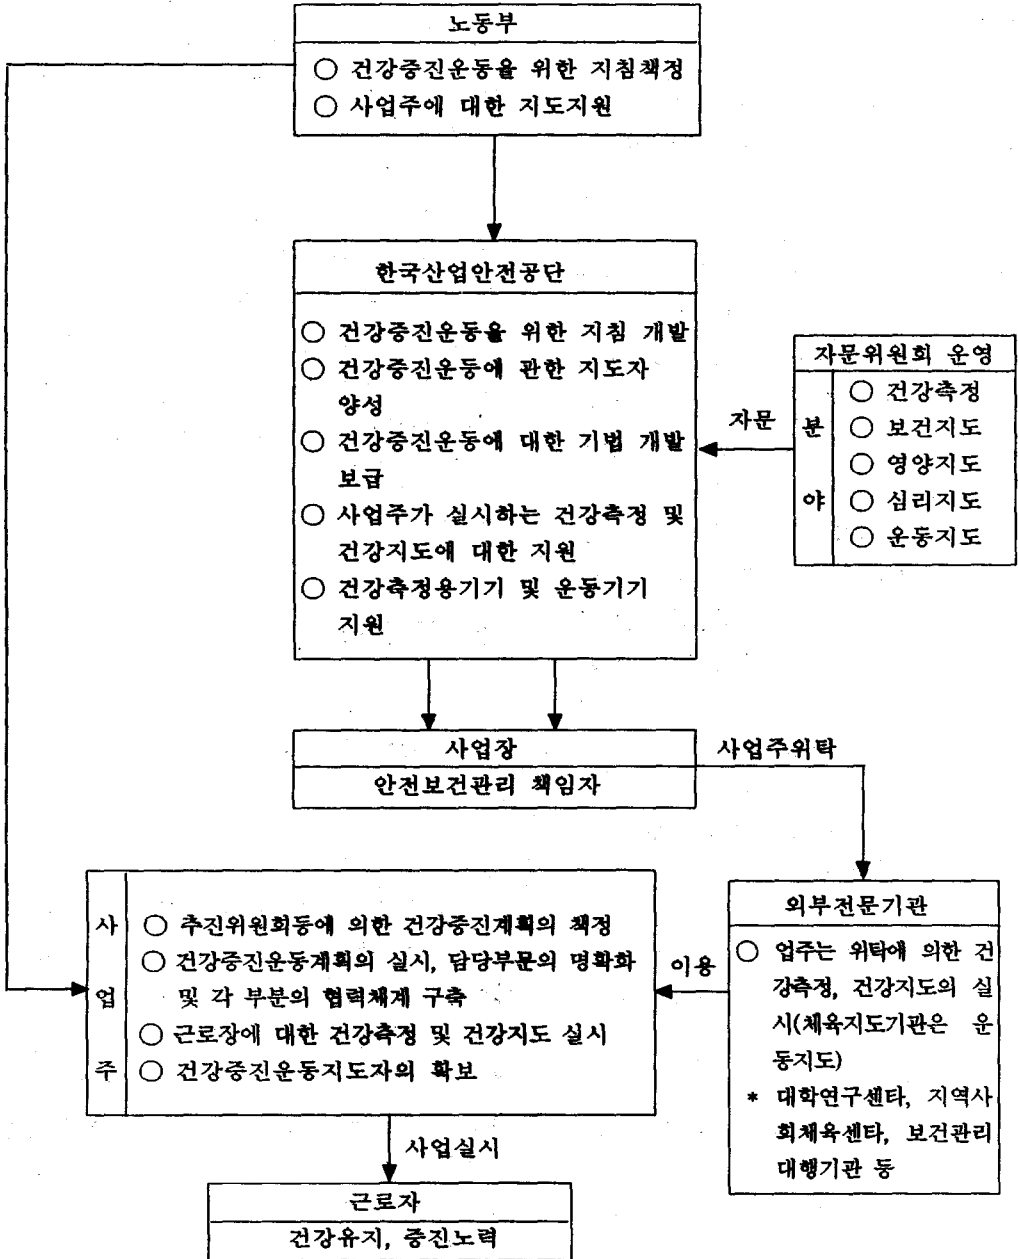 노동부
○ 건강증진운동을 위한 지침책정
○ 사업주에 대한 지도지원
한국산업안전공단
○ 건강증진운동을 위한 지침 개발
○ 건강증진운동에 관한 지도자
양성
○ 건강증진운동에 대한 기법 개발
보급
○ 사업주가 실시하는 건강측정 및
건강지도에 대한 지원
○ 건강측정용기기 및 운동기기
지원
자문
자문위원회 운영
분야
○ 건강측정
○ 보건지도
○ 영양지도
○ 심리지도
○ 운동지도
사업장
안전보건관리 책임자
사업주위탁
사업주
○ 추진위원회등에 의한 건강증진계획의 책정
○ 건강증진운동계획의 실시, 담당부문의 명확화
및 각 부분의 협력체계 구축
○ 근로장에 대한 건강측정 및 건강지도 실시
○ 건강증진운동지도자의 확보
이용
외부전문기관
○ 업주는 위탁에 의한 건
강측정, 건강지도의 실
시(체육지도기관은 운
동지도)
* 대학연구센타, 지역사
회체육센타, 보건관리
대행기관 등
사업실시
근로자
건강유지, 증진노력